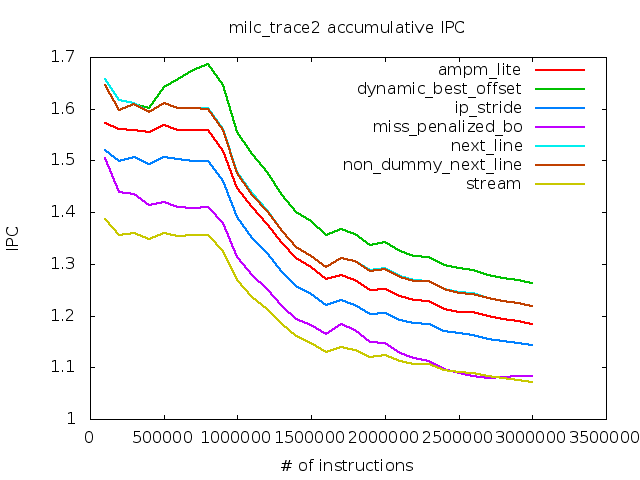 milc_trace2 accumulative IPC
1.7
1.6
1.5
1.4
1.3
1.2
1.1
1
IPC
ampm_lite
dynamic_best_offset
ip_stride
miss_penalized_bo
next_line
non_dummy_next_line
stream
0 500000 1000000 1500000 2000000 2500000 3000000 3500000
# of instructions